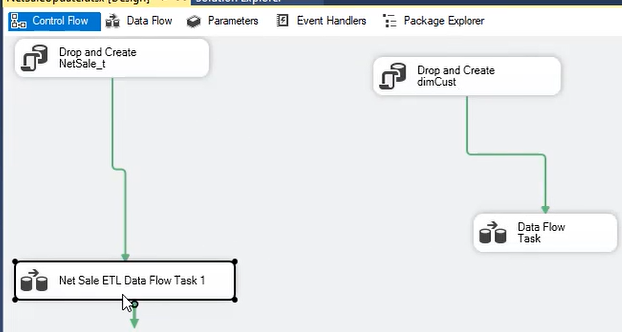 Control Flow
Data Flow
Parameters
Event Handlers
Package Explorer
Drop and Create
NetSale_t
Drop and Create
dimCust
Data Flow
Task
Net Sale ETL Data Flow Task 1